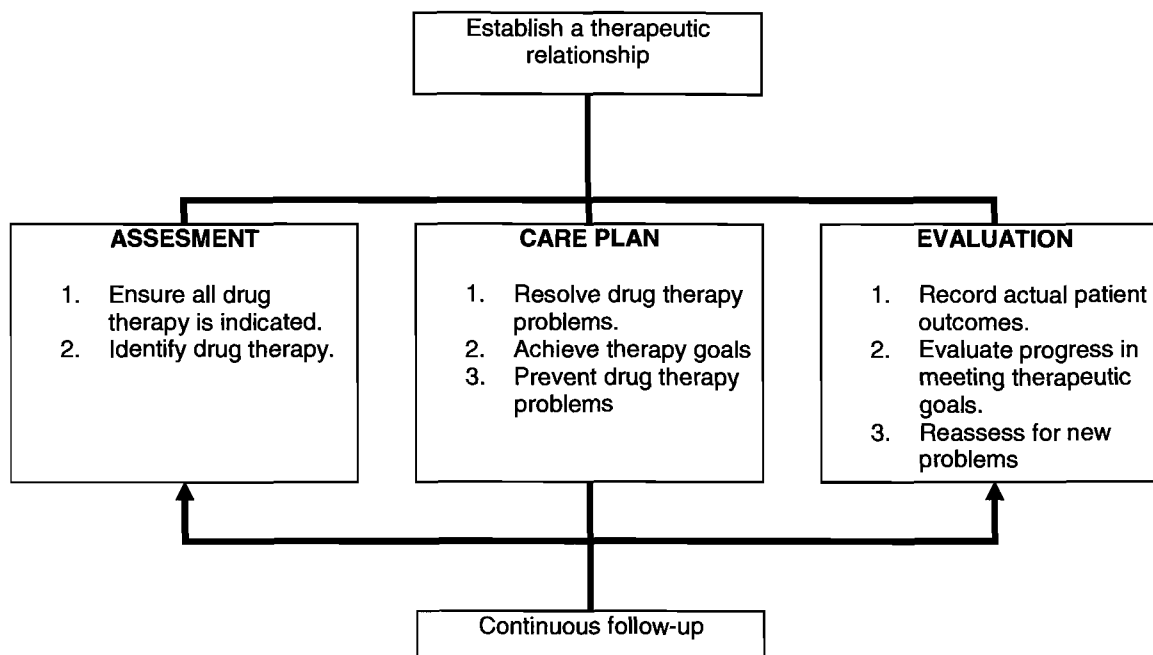 Establish a therapeutic
relationship
ASSESMENT
1. Ensure all drug
therapy is indicated.
2. Identify drug therapy.
CARE PLAN
1. Resolve drug therapy
problems.
2. Achieve therapy goals
3. Prevent drug therapy
problems
EVALUATION
1. Record actual patient
outcomes.
2. Evaluate progress in
meeting therapeutic
goals.
3. Reassess for new
problems
Continuous follow-up